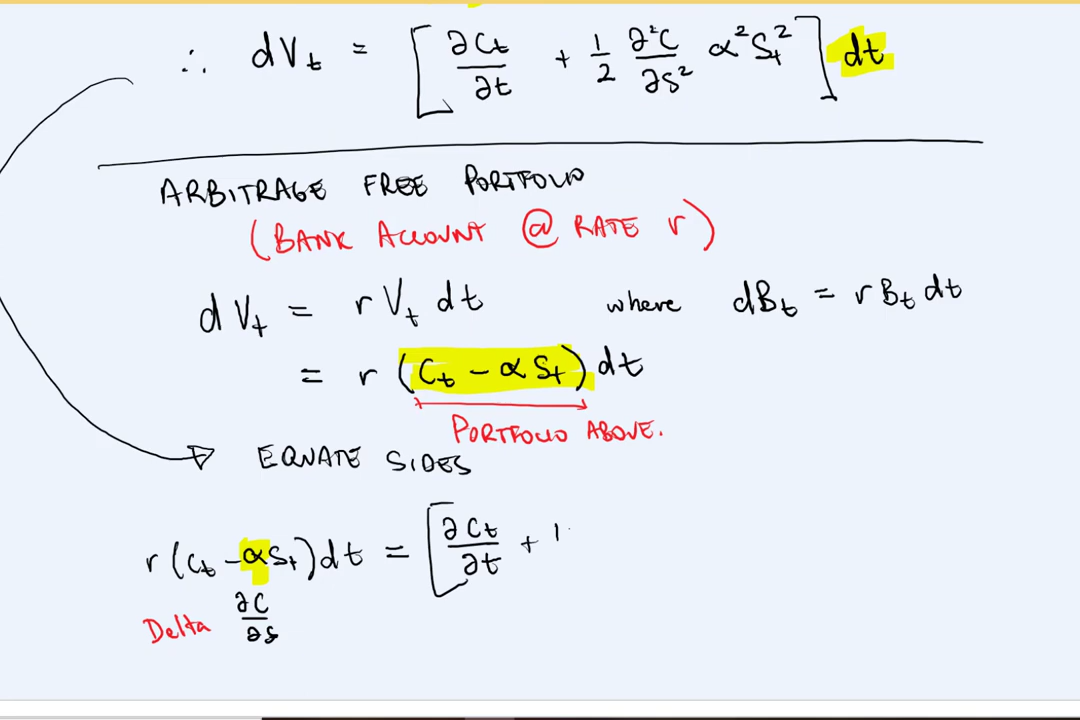 ∴ dVₜ = [ ∂Cₜ/∂t + 1/2 ∂²C/∂S² α²Sₜ² ] dt
ARBITRAGE FREE PORTFOLIO
(BANK ACCOUNT @ RATE r)
dVₜ = r Vₜ dt where dBₜ = r Bₜ dt
= r (Cₜ - α Sₜ) dt
PORTFOLIO ABOVE.
EQUATE SIDES
r(Cₜ - αSₜ)dt = [ ∂Cₜ/∂t + 1
Delta ∂C/∂S